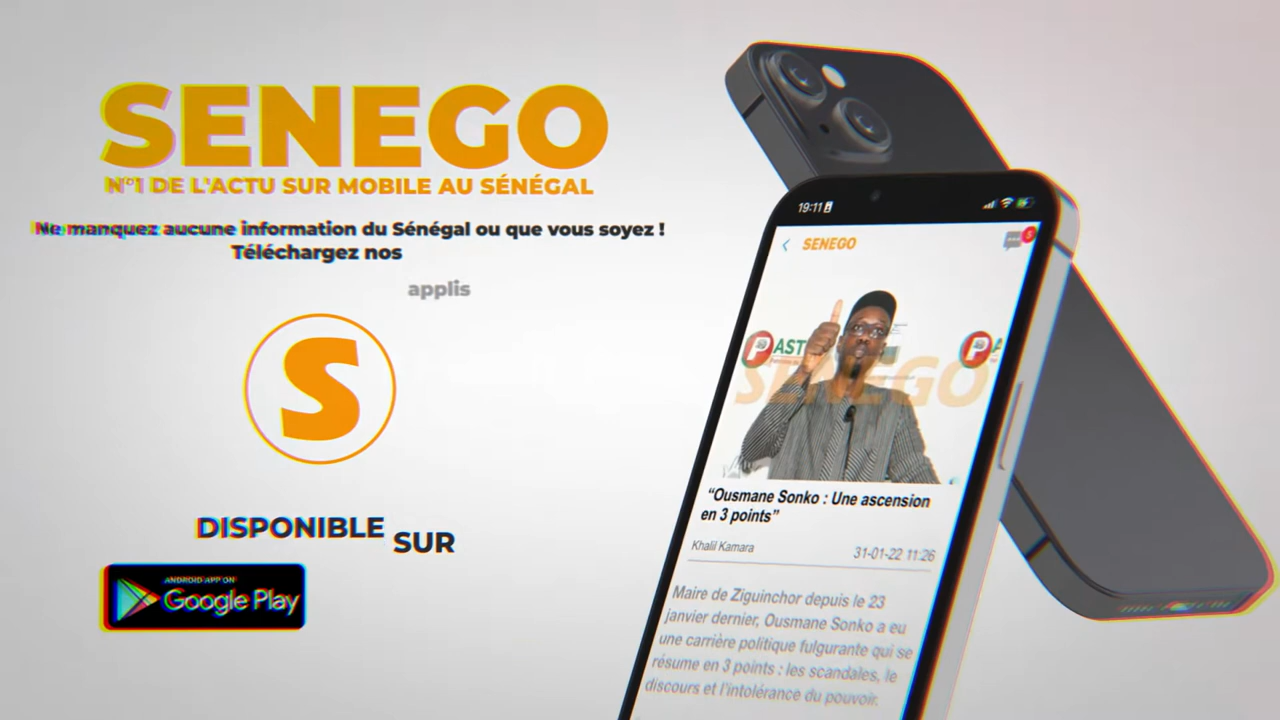 SENEGO
N°1 DE L'ACTU SUR MOBILE AU SÉNÉGAL
Ne manquez aucune information du Sénégal ou que vous soyez !
Téléchargez nos
applis
S
DISPONIBLE SUR
ANDROID APP ON
Google Play
19:11
SENEGO
5
PAST
PA
SENEGO
“Ousmane Sonko : Une ascension
en 3 points”
Khalil Kamara
31-01-22 11:26
Maire de Ziguinchor depuis le 23
janvier dernier, Ousmane Sonko a eu
une carrière politique fulgurante qui se
résume en 3 points : les scandales, le
discours et l'intolérance du pouvoir.